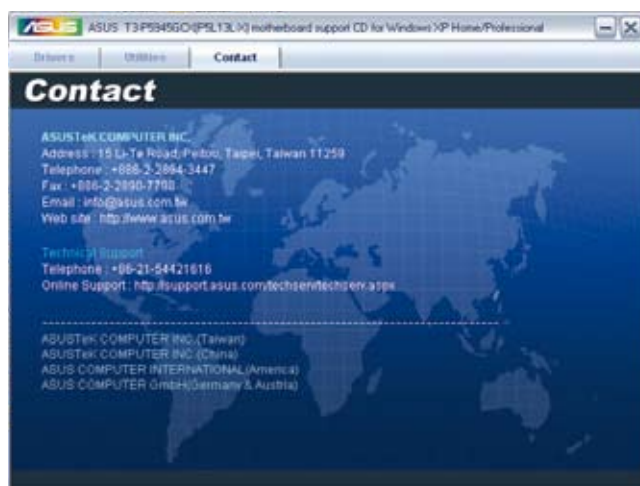 ASUS ASUS T3-P5945GCX(P5L13L-X) motherboard support CD for Windows XP Home/Professional
Drivers Utilities Contact
Contact
ASUSTeK COMPUTER INC.
Address : 15 Li-Te Road, Peitou, Taipei, Taiwan 11259
Telephone : +886-2-2894-3447
Fax : +886-2-2890-7798
Email : info@asus.com.tw
Web site : http://www.asus.com.tw
Technical Support
Telephone : +86-21-54421616
Online Support : http://support.asus.com/techserv/techserv.aspx
ASUSTeK COMPUTER INC.(Taiwan)
ASUSTeK COMPUTER INC.(China)
ASUS COMPUTER INTERNATIONAL(America)
ASUS COMPUTER GmbH(Germany & Austria)